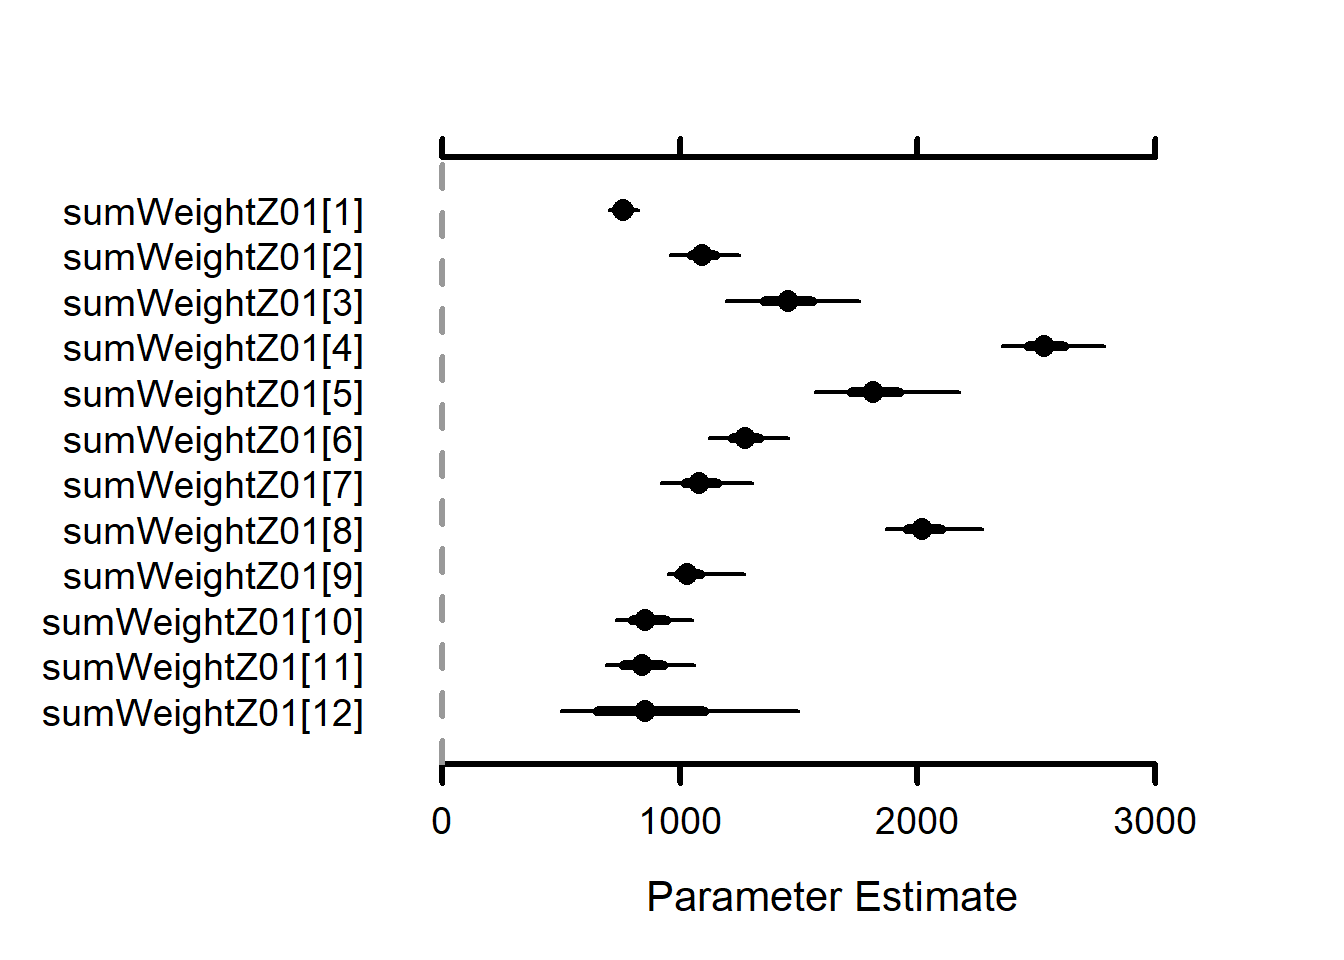 sumWeightZ01[1]
sumWeightZ01[2]
sumWeightZ01[3]
sumWeightZ01[4]
sumWeightZ01[5]
sumWeightZ01[6]
sumWeightZ01[7]
sumWeightZ01[8]
sumWeightZ01[9]
sumWeightZ01[10]
sumWeightZ01[11]
sumWeightZ01[12]
0 1000 2000 3000
Parameter Estimate